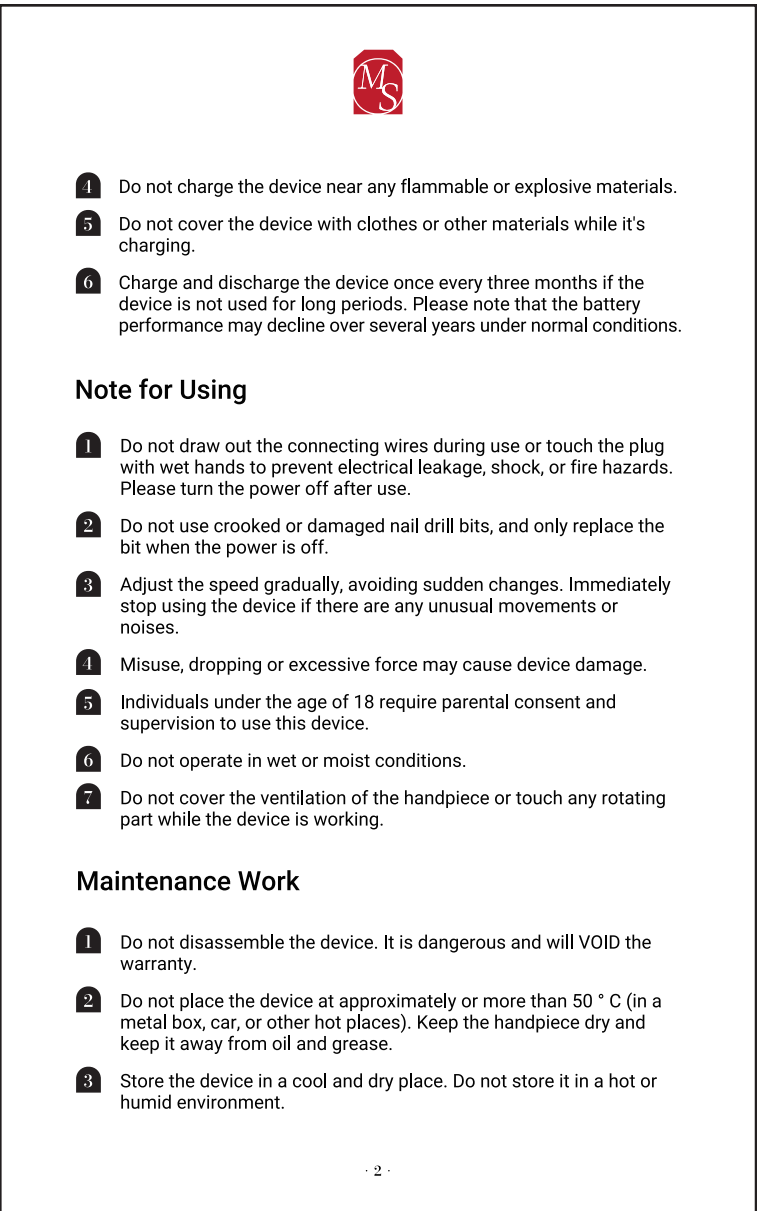 MS
4 Do not charge the device near any flammable or explosive materials.
5 Do not cover the device with clothes or other materials while it's
charging.
6 Charge and discharge the device once every three months if the
device is not used for long periods. Please note that the battery
performance may decline over several years under normal conditions.
Note for Using
1 Do not draw out the connecting wires during use or touch the plug
with wet hands to prevent electrical leakage, shock, or fire hazards.
Please turn the power off after use.
2 Do not use crooked or damaged nail drill bits, and only replace the
bit when the power is off.
3 Adjust the speed gradually, avoiding sudden changes. Immediately
stop using the device if there are any unusual movements or
noises.
4 Misuse, dropping or excessive force may cause device damage.
5 Individuals under the age of 18 require parental consent and
supervision to use this device.
6 Do not operate in wet or moist conditions.
7 Do not cover the ventilation of the handpiece or touch any rotating
part while the device is working.
Maintenance Work
1 Do not disassemble the device. It is dangerous and will VOID the
warranty.
2 Do not place the device at approximately or more than 50 ° C (in a
metal box, car, or other hot places). Keep the handpiece dry and
keep it away from oil and grease.
3 Store the device in a cool and dry place. Do not store it in a hot or
humid environment.
· 2 ·